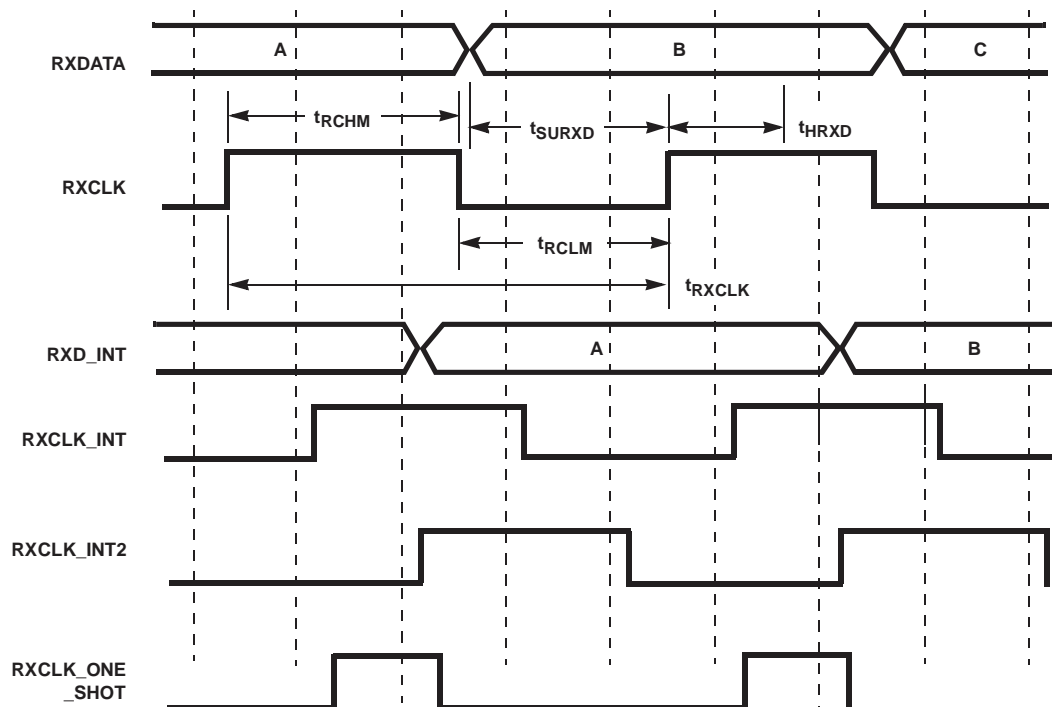 A
B
C
RXDATA
tRCHM
tSURXD
tHRXD
RXCLK
tRCLM
tRXCLK
RXD_INT
A
B
RXCLK_INT
RXCLK_INT2
RXCLK_ONE
_SHOT